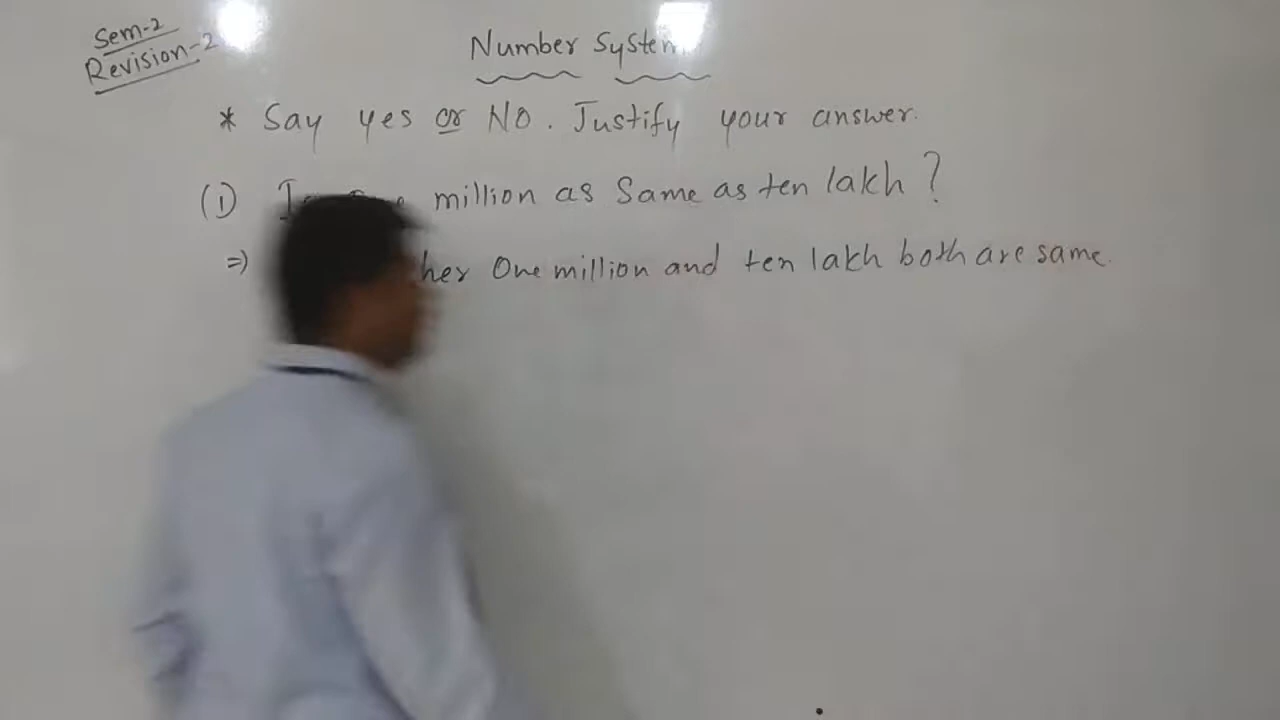 Sem-2
Revision-2
Number System
* Say yes or NO. Justify your answer.
(1) million as Same as ten lakh ?
⇒ One million and ten lakh both are same.